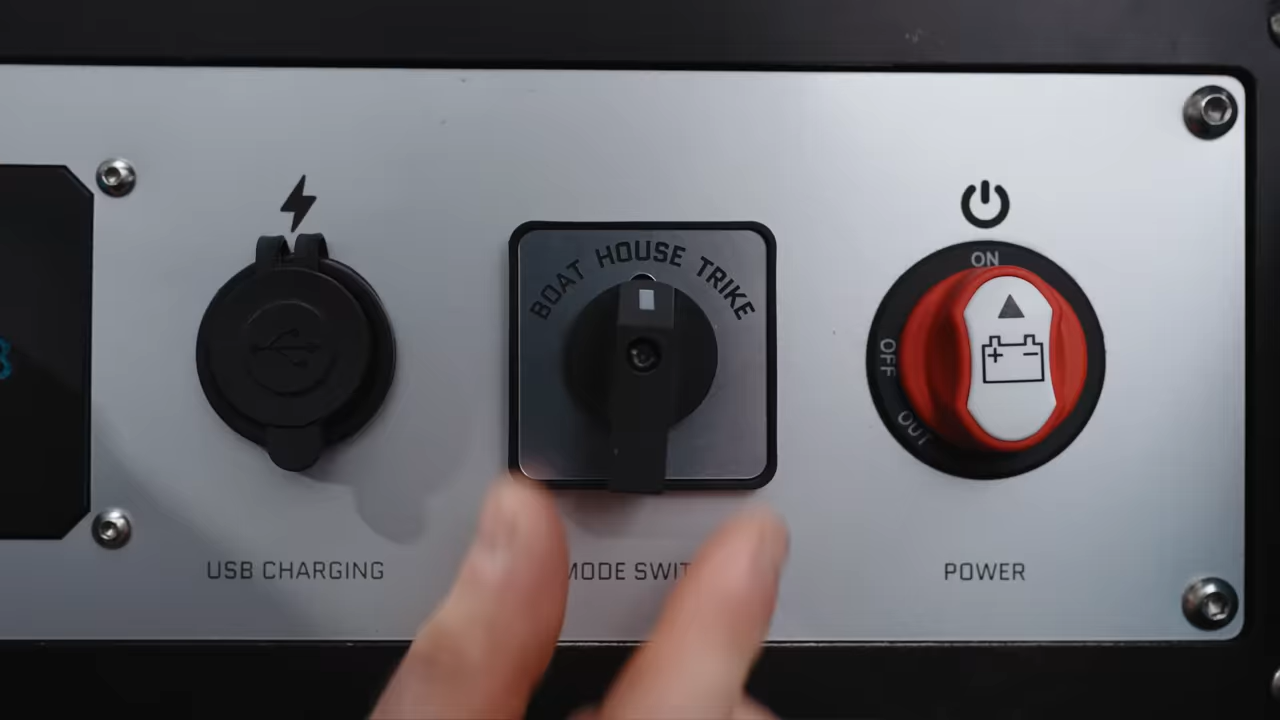 BOAT HOUSE TRIKE
ON
OFF
OUT
USB CHARGING
MODE SWIT
POWER